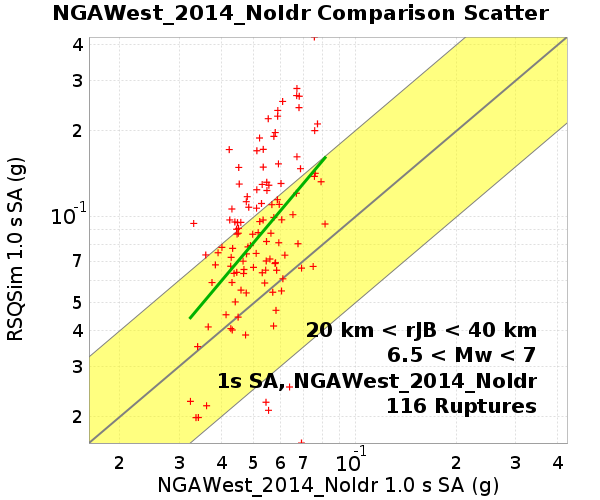 NGAWest_2014_NoIdr Comparison Scatter
RSQSim 1.0 s SA (g)
4
3
2
10-1
7
5
4
3
2
20 km < rJB < 40 km
6.5 < Mw < 7
1s SA, NGAWest_2014_NoIdr
116 Ruptures
2 3 4 5 6 7 10-1 2 3 4
NGAWest_2014_NoIdr 1.0 s SA (g)